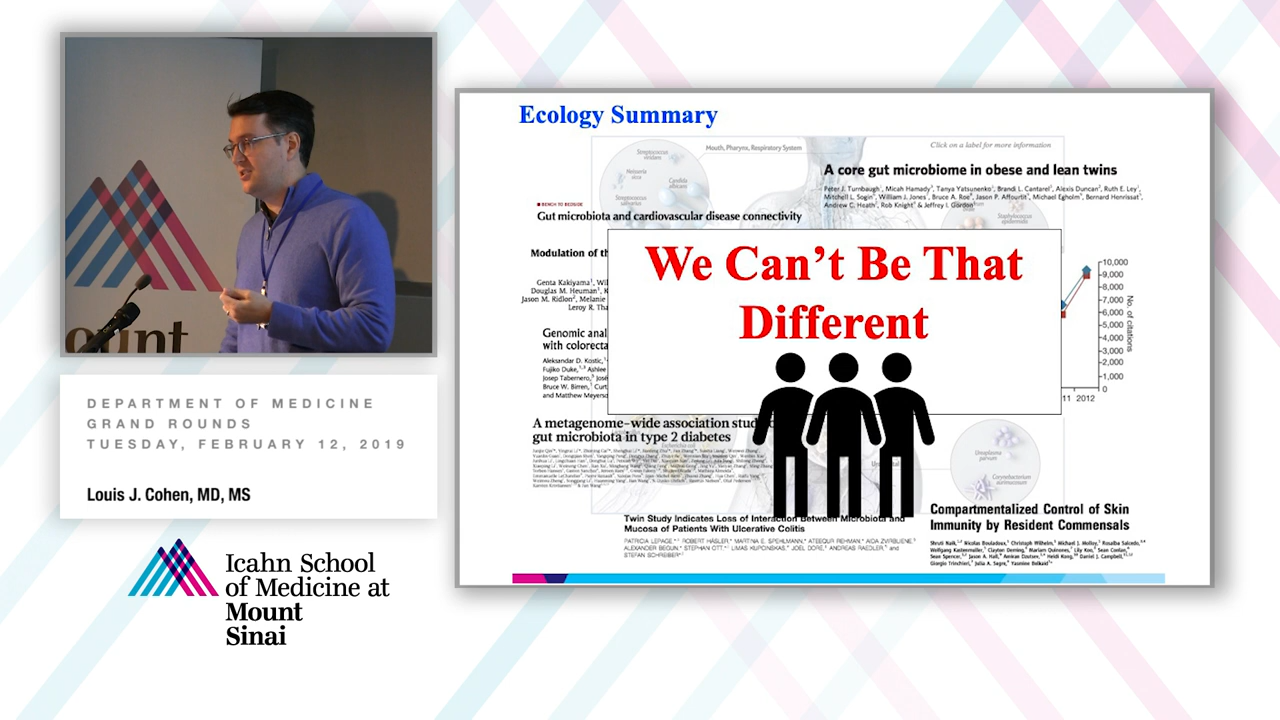 ount
DEPARTMENT OF MEDICINE
GRAND ROUNDS
TUESDAY, FEBRUARY 12, 2019
Louis J. Cohen, MD, MS
Icahn School
of Medicine at
Mount
Sinai
Ecology Summary
Mouth, Pharynx, Respiratory System
Click on a label for more information
Streptococcus
viridans
Neisseria
Candida
albicans
Streptococcus
A core gut microbiome in obese and lean twins
Peter J. Turnbaugh, Micah Hamady, Tanya Yatsunenko, Brandi L. Cantarel, Alexis Duncan, Ruth E. Ley,
Mitchell L. Sogin, William J. Jones, Bruce A. Roe, Jason P. Affourtit, Michael Egholm, Bernard Henrissat,
Andrew C. Heath, Rob Knight & Jeffrey I. Gordon
Staphylococcus
epidermidis
BENCH TO BEDSIDE
Gut microbiota and cardiovascular disease connectivity
Modulation of th
Genta Kakiyama, Wil
Douglas M. Heuman, K
Jason M. Ridlon, Melanie
Leroy R. Tha
Genomic anal
with colorecta
Aleksandar D. Kostic,
Fujiko Duke, Ashlee
Josep Tabernero, José
Bruce W. Birren, Curt
and Matthew Meyerso
We Can’t Be That
Different
10,000
9,000
8,000
7,000
6,000
5,000
4,000
3,000
2,000
1,000
0
No. of citations
11 2012
A metagenome-wide association stud
gut microbiota in type 2 diabetes
Ureaplasma
parvum
Corynebacterium
aurimucosum
Twin Study Indicates Loss of Interaction Between Microbiota and
Mucosa of Patients With Ulcerative Colitis
PATRICIA LEPAGE, ROBERT HÄSLER, MARTINA E. SPEHLMANN, ATEEQUR REHMAN, AIDA ZVIRBLIENE,
ALEXANDER BEGUN, STEPHAN OTT, LIMAS KUPCINSKAS, JOEL DORÉ, ANDREAS RAEDLER, and
STEFAN SCHREIBER
Compartmentalized Control of Skin
Immunity by Resident Commensals
Shruti Naik, Nicolas Bouladoux, Christoph Wilhelm, Michael J. Molloy, Rosalba Salcedo,
Wolfgang Kastenmuller, Clayton Deming, Mariam Quinones, Lily Koo, Sean Conlan,
Sean Spencer, Jason A. Hall, Amiran Dzutsev, Heidi Kong, Daniel J. Campbell,
Giorgio Trinchieri, Julia A. Segre, Yasmine Belkaid